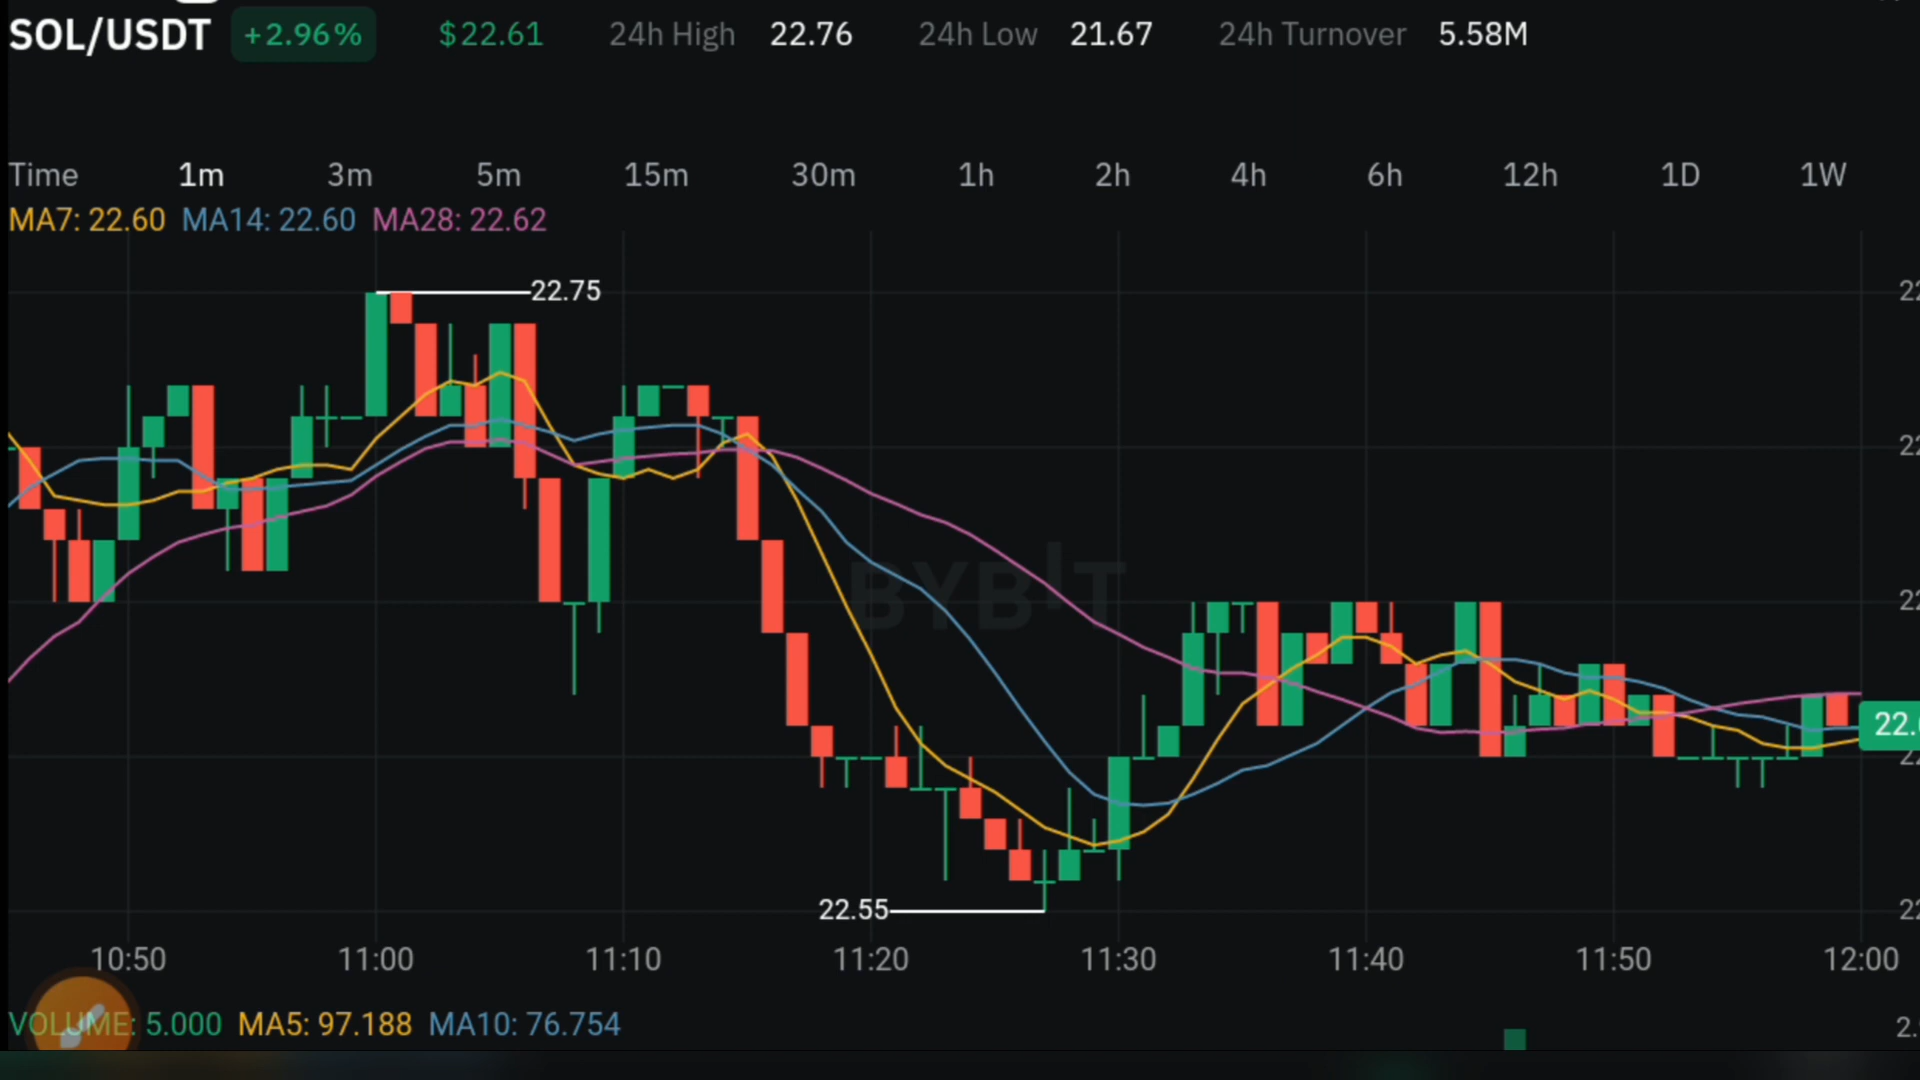 SOL/USDT +2.96% $22.61 24h High 22.76 24h Low 21.67 24h Turnover 5.58M
Time 1m 3m 5m 15m 30m 1h 2h 4h 6h 12h 1D 1W
MA7: 22.60 MA14: 22.60 MA28: 22.62
22.75
BYBIT
22.55
10:50 11:00 11:10 11:20 11:30 11:40 11:50 12:00
VOLUME: 5.000 MA5: 97.188 MA10: 76.754